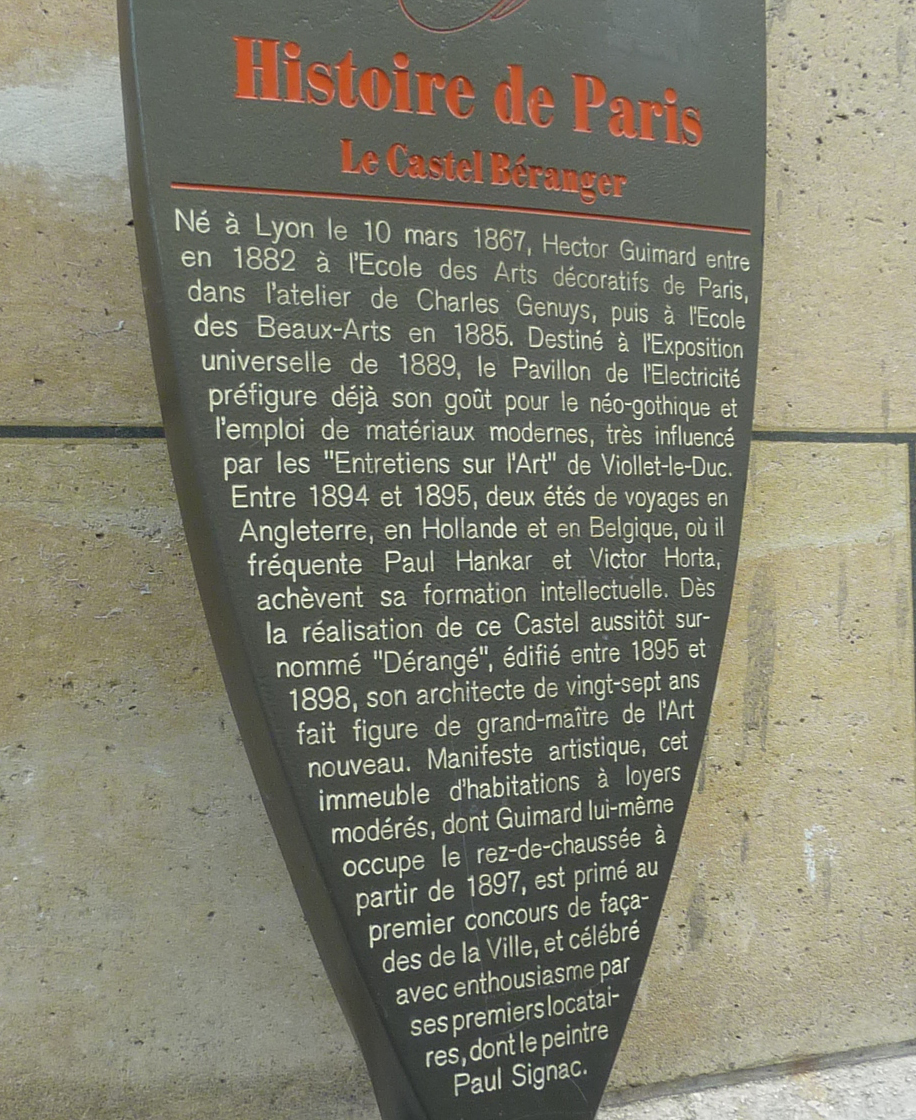 Histoire de Paris
Le Castel Béranger
Né à Lyon le 10 mars 1867, Hector Guimard entre
en 1882 à l'Ecole des Arts décoratifs de Paris,
dans l'atelier de Charles Genuys, puis à l'Ecole
des Beaux-Arts en 1885. Destiné à l'Exposition
universelle de 1889, le Pavillon de l'Electricité
préfigure déjà son goût pour le néo-gothique et
l'emploi de matériaux modernes, très influencé
par les "Entretiens sur l'Art" de Viollet-le-Duc.
Entre 1894 et 1895, deux étés de voyages en
Angleterre, en Hollande et en Belgique, où il
fréquente Paul Hankar et Victor Horta,
achèvent sa formation intellectuelle. Dès
la réalisation de ce Castel aussitôt sur-
nommé "Dérangé", édifié entre 1895 et
1898, son architecte de vingt-sept ans
fait figure de grand-maître de l'Art
nouveau. Manifeste artistique, cet
immeuble d'habitations à loyers
modérés, dont Guimard lui-même
occupe le rez-de-chaussée à
partir de 1897, est primé au
premier concours de faça-
des de la Ville, et célébré
avec enthousiasme par
ses premiers locatai-
res, dont le peintre
Paul Signac.